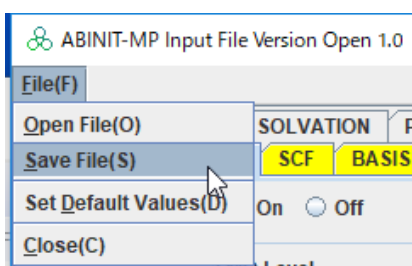 ABINIT-MP Input File Version Open 1.0
File(F)
Open File(O)
SOLVATION
Save File(S)
SCF
BASIS
Set Default Values(D)
On
Off
Close(C)